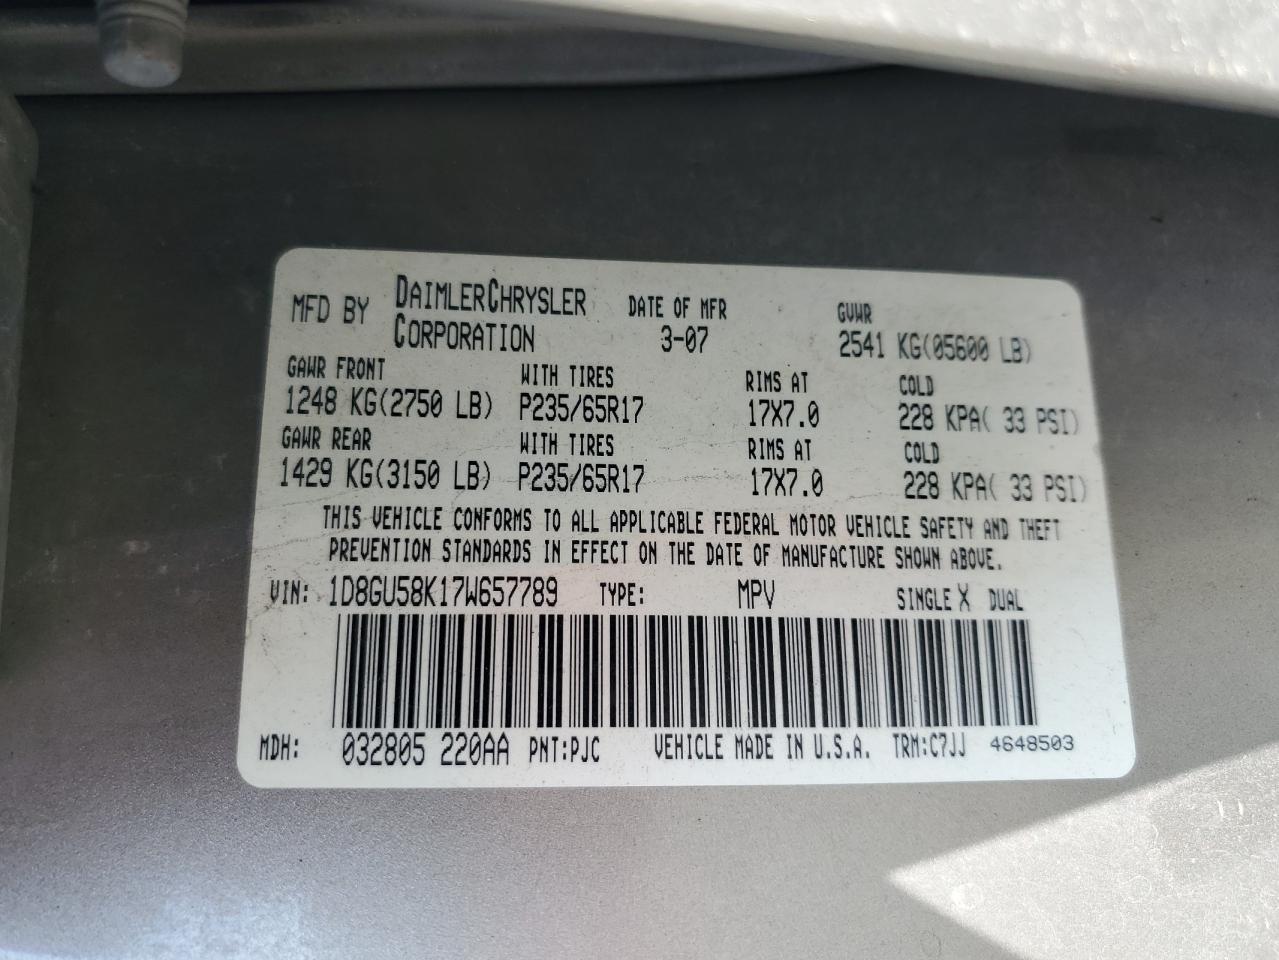 MFD BY DAIMLERCHRYSLER CORPORATION DATE OF MFR 3-07 GVWR 2541 KG(05600 LB)
GAWR FRONT WITH TIRES RIMS AT COLD
1248 KG(2750 LB) P235/65R17 17X7.0 228 KPA( 33 PSI)
GAWR REAR WITH TIRES RIMS AT COLD
1429 KG(3150 LB) P235/65R17 17X7.0 228 KPA( 33 PSI)
THIS VEHICLE CONFORMS TO ALL APPLICABLE FEDERAL MOTOR VEHICLE SAFETY AND THEFT
PREVENTION STANDARDS IN EFFECT ON THE DATE OF MANUFACTURE SHOWN ABOVE.
VIN: 1D8GU58K17W657789 TYPE: MPV SINGLE X DUAL
MDH: 032805 220AA PNT:PJC VEHICLE MADE IN U.S.A. TRM:C7JJ 4648503